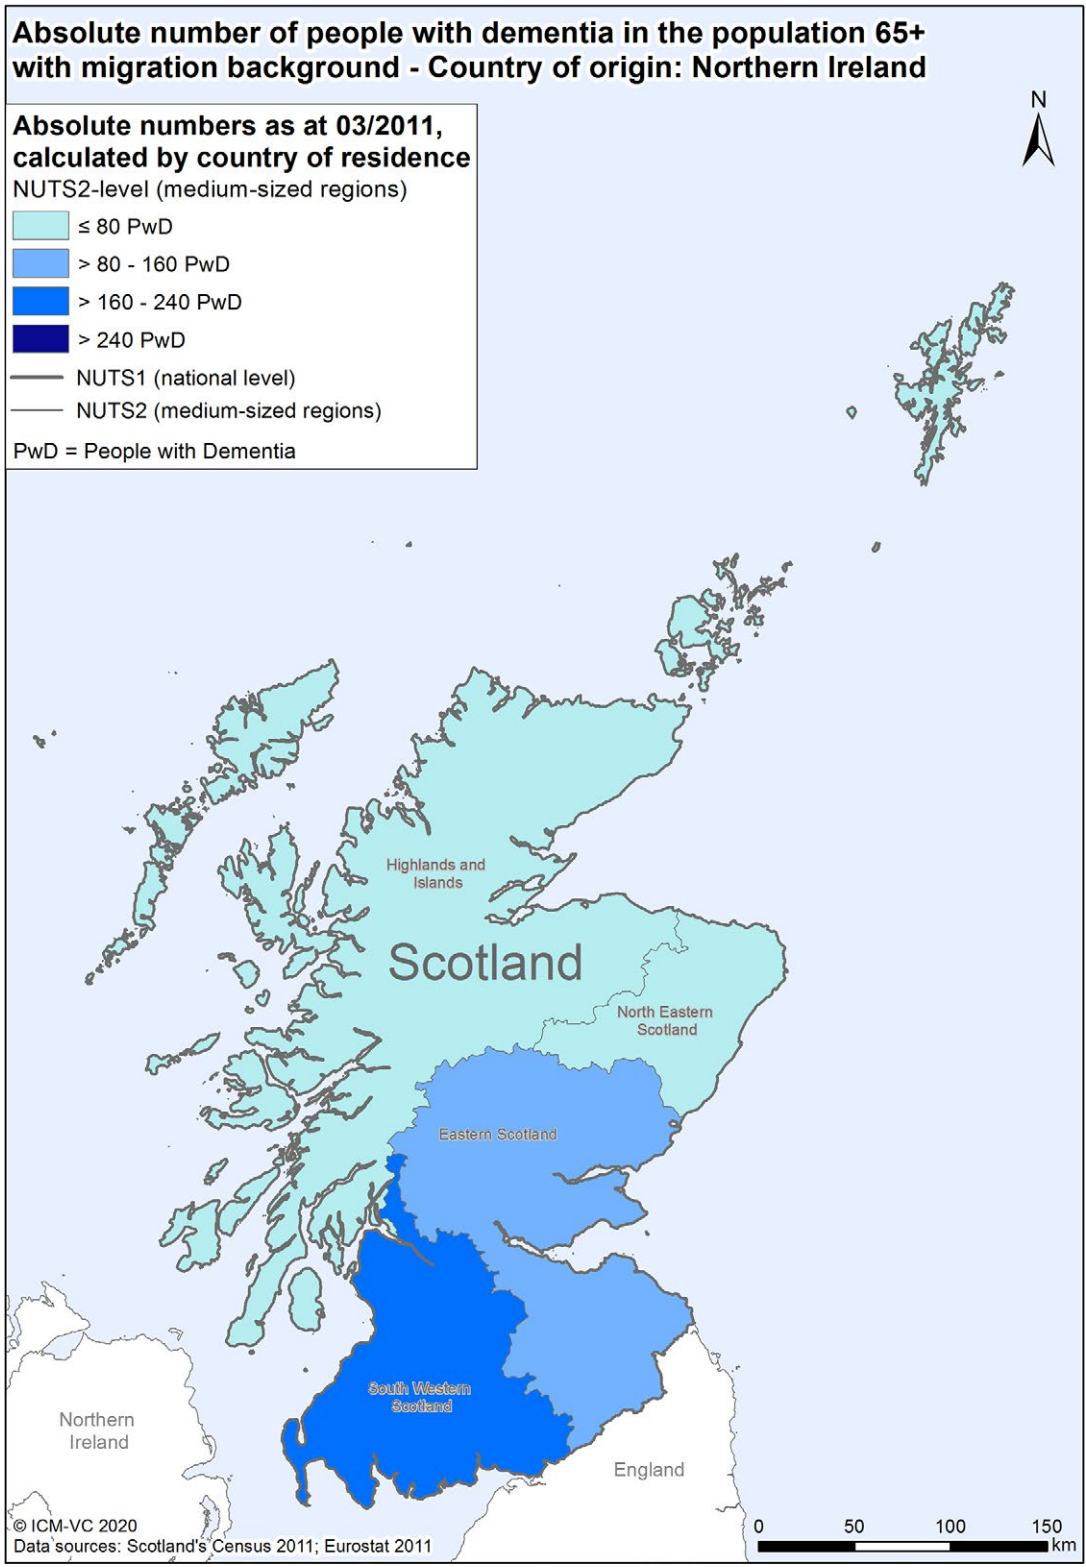 Absolute number of people with dementia in the population 65+
with migration background - Country of origin: Northern Ireland
Absolute numbers as at 03/2011,
calculated by country of residence
NUTS2-level (medium-sized regions)
≤ 80 PwD
> 80 - 160 PwD
> 160 - 240 PwD
> 240 PwD
NUTS1 (national level)
NUTS2 (medium-sized regions)
PwD = People with Dementia
N
Highlands and
Islands
Scotland
North Eastern
Scotland
Eastern Scotland
South Western
Scotland
Northern
Ireland
England
© ICM-VC 2020
Data sources: Scotland's Census 2011; Eurostat 2011
0 50 100 150
km